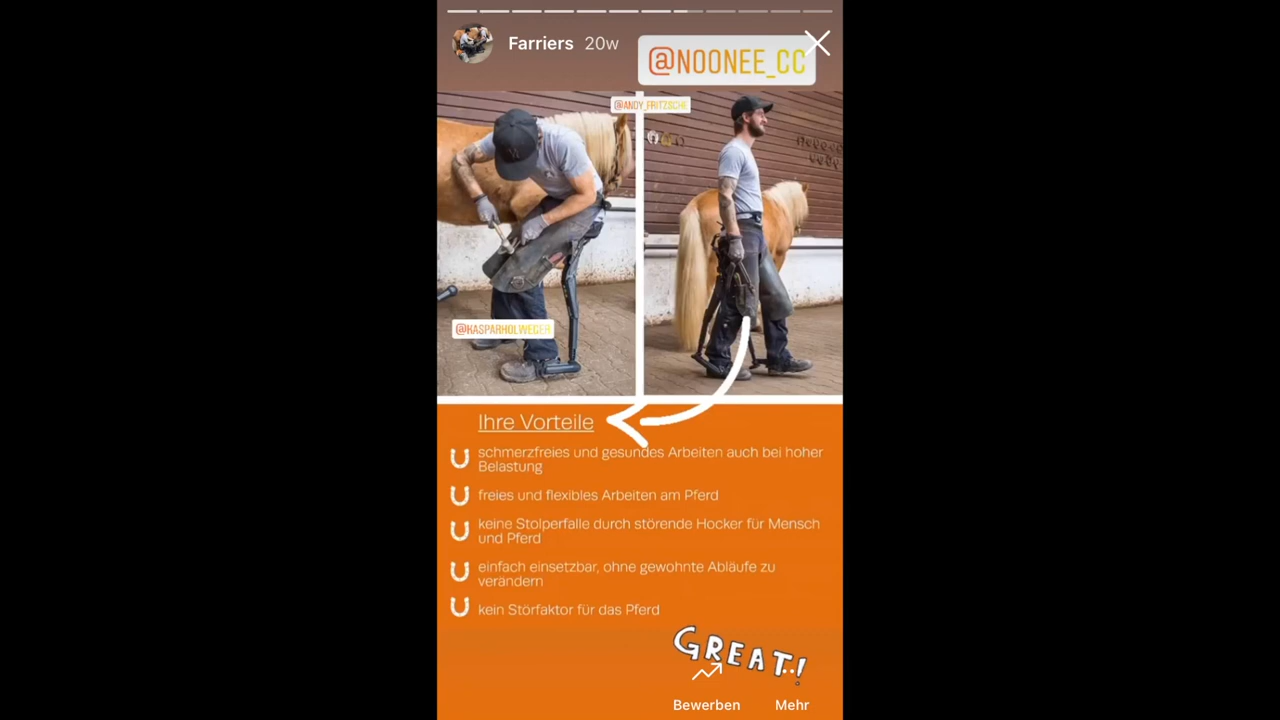 Farriers 20w
@NOONEE_CC
@ANDY_FRITZSCHE
@KASPARHOLWEGER
Ihre Vorteile
schmerzfreies und gesundes Arbeiten auch bei hoher
Belastung
freies und flexibles Arbeiten am Pferd
keine Stolperfalle durch störende Hocker für Mensch
und Pferd
einfach einsetzbar, ohne gewohnte Abläufe zu
verändern
kein Störfaktor für das Pferd
GREAT!
Bewerben Mehr